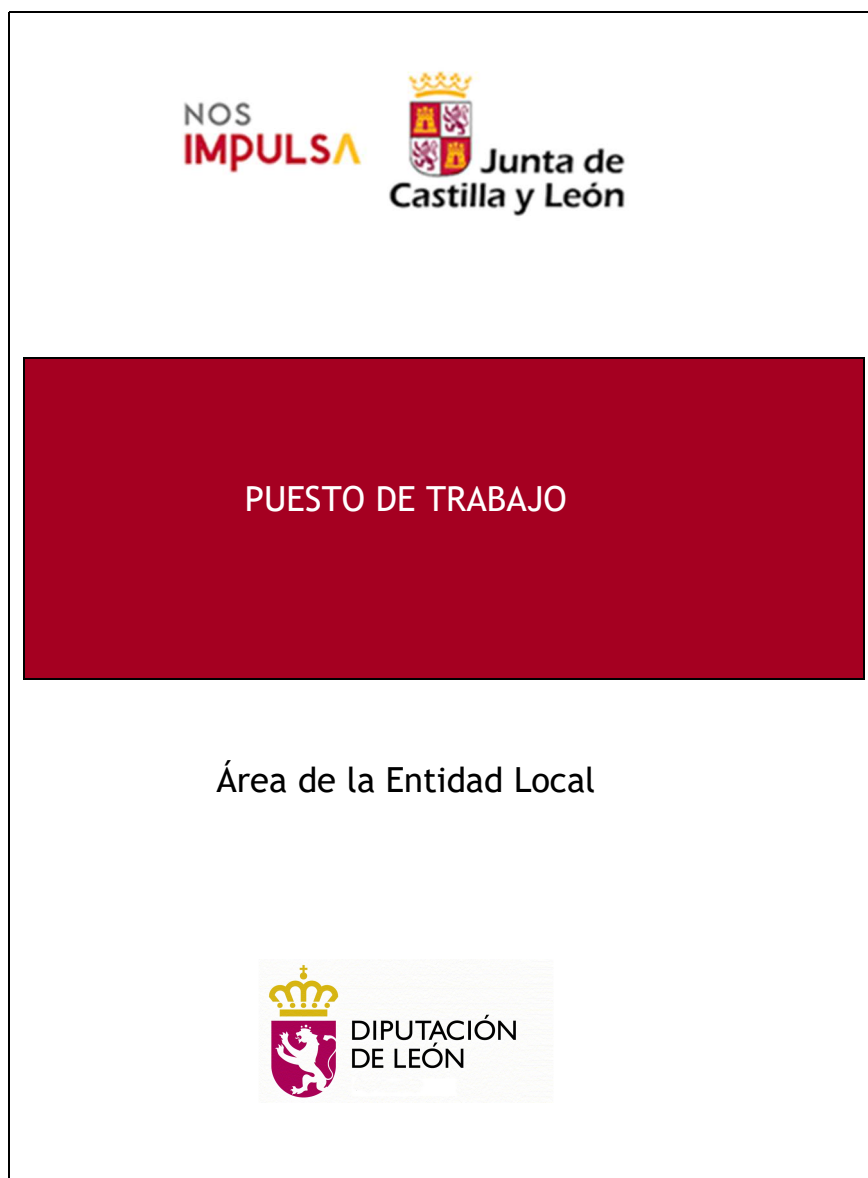 NOS
IMPULSA
Junta de
Castilla y León
PUESTO DE TRABAJO
Área de la Entidad Local
DIPUTACIÓN
DE LEÓN